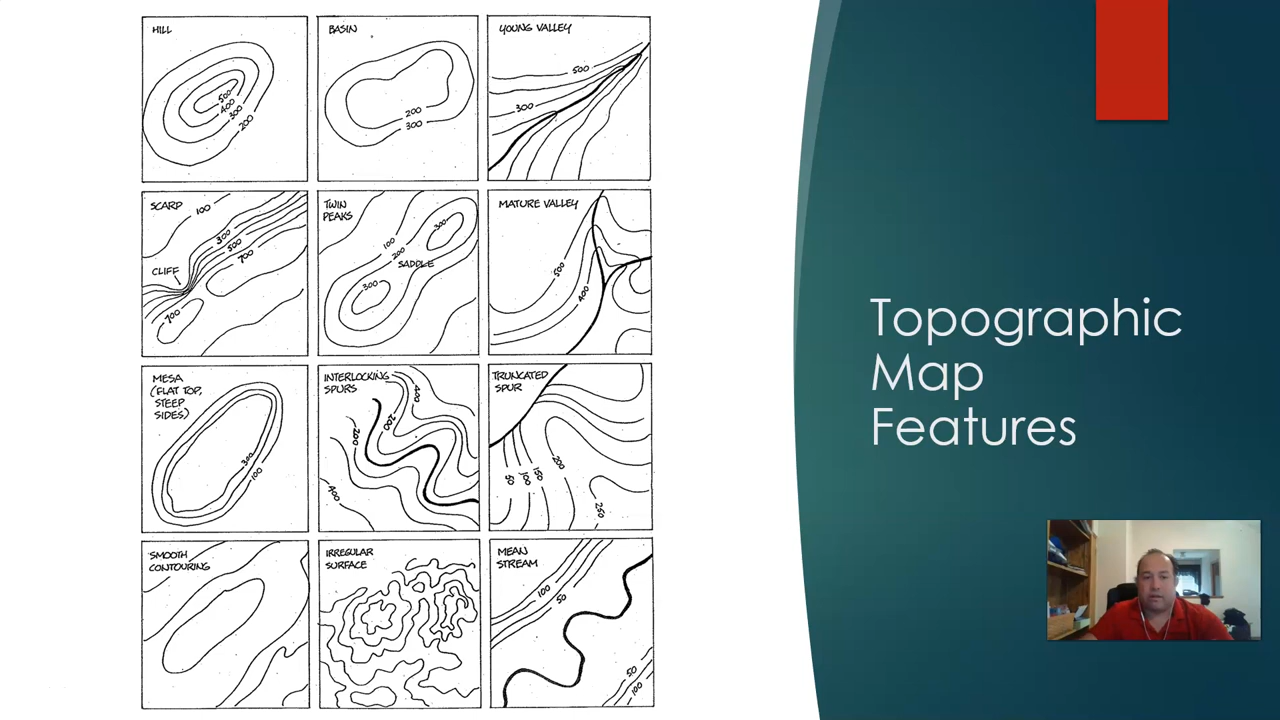 HILL
500
400
300
200
BASIN
200
300
YOUNG VALLEY
500
300
SCARP
100
300
500
700
CLIFF
700
TWIN
PEAKS
300
100
200
SADDLE
300
MATURE VALLEY
500
400
MESA
(FLAT TOP,
STEEP
SIDES)
300
100
INTERLOCKING
SPURS
400
200
200
400
TRUNCATED
SPUR
200
150
100
50
250
SMOOTH
CONTOURING
IRREGULAR
SURFACE
MEAN
STREAM
100
50
50
100
Topographic
Map
Features